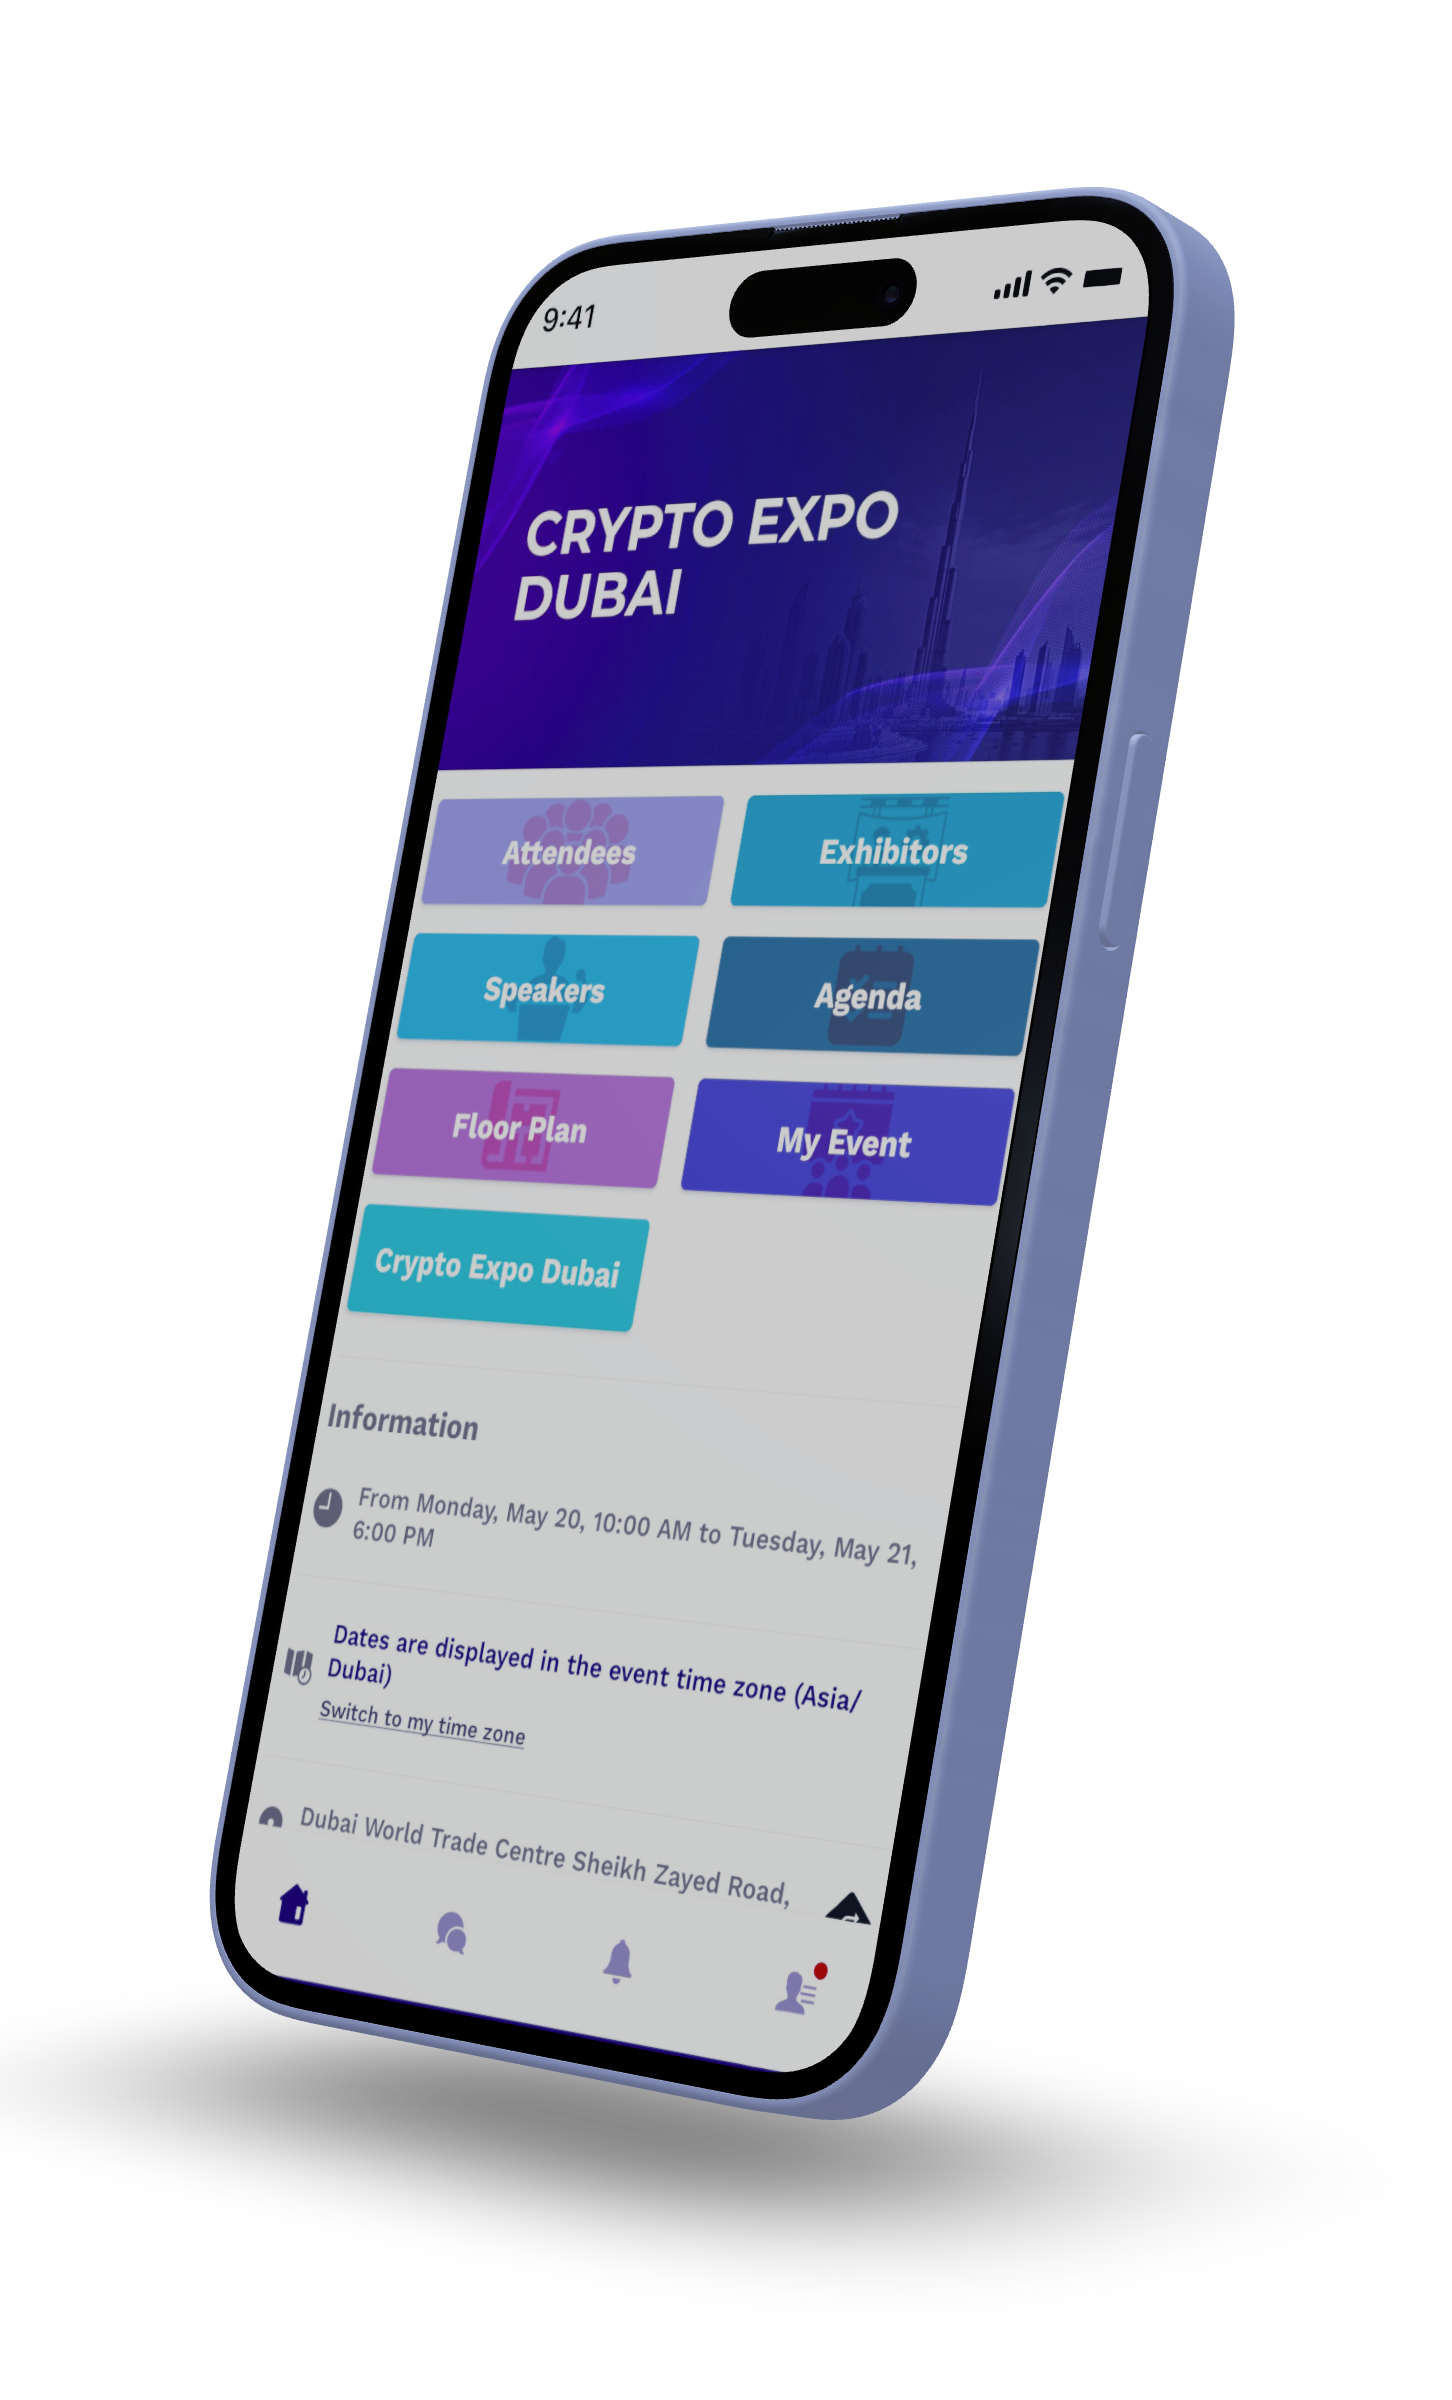 9:41
CRYPTO EXPO
DUBAI
Attendees
Exhibitors
Speakers
Agenda
Floor Plan
My Event
Crypto Expo Dubai
Information
From Monday, May 20, 10:00 AM to Tuesday, May 21,
6:00 PM
Dates are displayed in the event time zone (Asia/
Dubai)
Switch to my time zone
Dubai World Trade Centre Sheikh Zayed Road,